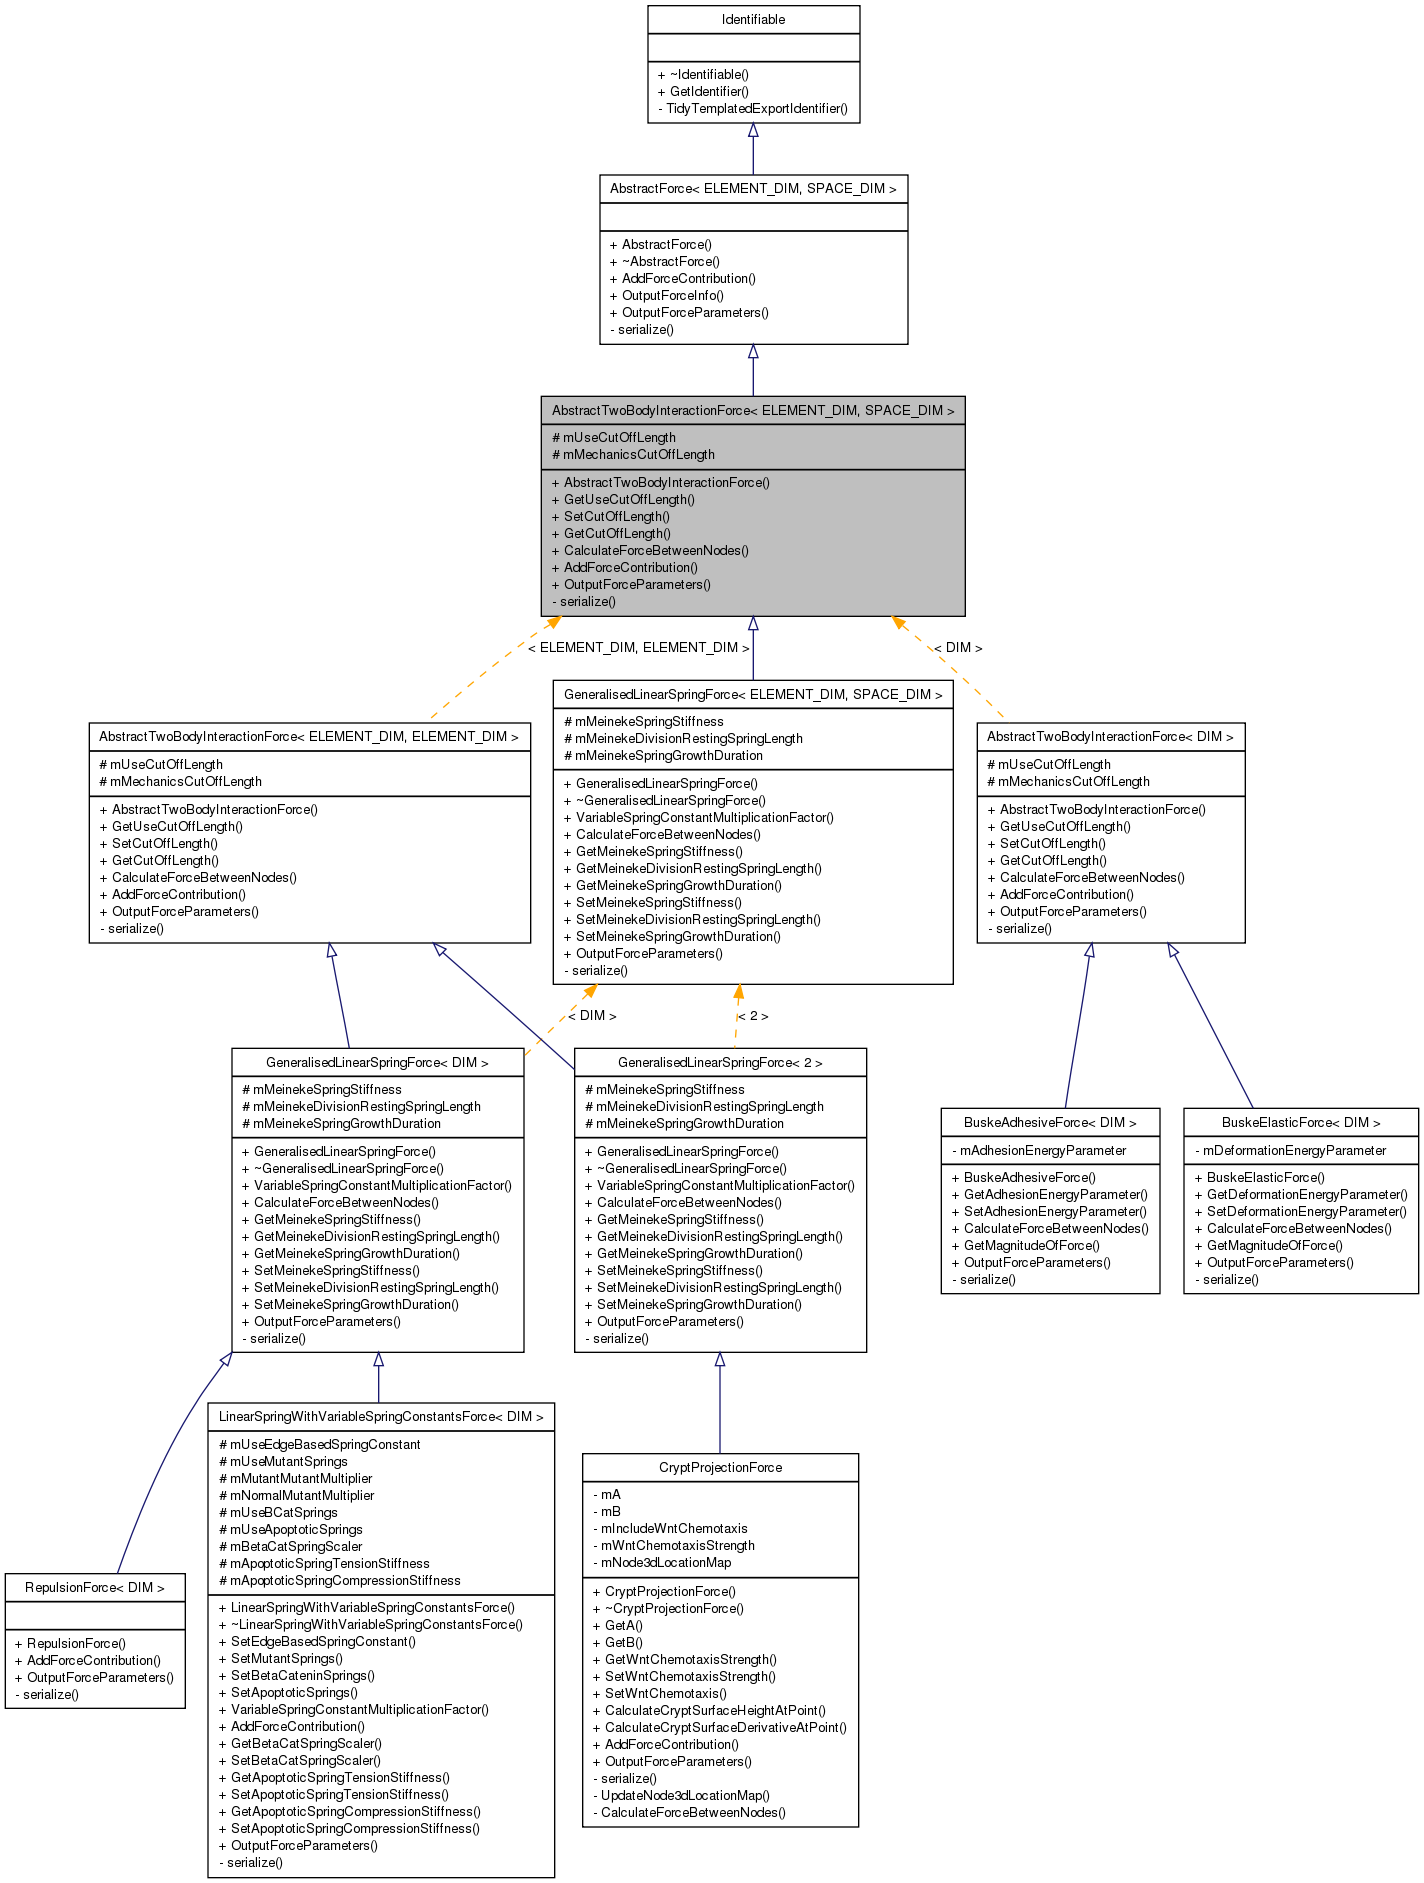 Identifiable
+ ~Identifiable()
+ GetIdentifier()
- TidyTemplatedExportIdentifier()
AbstractForce< ELEMENT_DIM, SPACE_DIM >
+ AbstractForce()
+ ~AbstractForce()
+ AddForceContribution()
+ OutputForceInfo()
+ OutputForceParameters()
- serialize()
AbstractTwoBodyInteractionForce< ELEMENT_DIM, SPACE_DIM >
# mUseCutOffLength
# mMechanicsCutOffLength
+ AbstractTwoBodyInteractionForce()
+ GetUseCutOffLength()
+ SetCutOffLength()
+ GetCutOffLength()
+ CalculateForceBetweenNodes()
+ AddForceContribution()
+ OutputForceParameters()
- serialize()
< ELEMENT_DIM, ELEMENT_DIM >
< DIM >
AbstractTwoBodyInteractionForce< ELEMENT_DIM, ELEMENT_DIM >
# mUseCutOffLength
# mMechanicsCutOffLength
+ AbstractTwoBodyInteractionForce()
+ GetUseCutOffLength()
+ SetCutOffLength()
+ GetCutOffLength()
+ CalculateForceBetweenNodes()
+ AddForceContribution()
+ OutputForceParameters()
- serialize()
GeneralisedLinearSpringForce< ELEMENT_DIM, SPACE_DIM >
# mMeinekeSpringStiffness
# mMeinekeDivisionRestingSpringLength
# mMeinekeSpringGrowthDuration
+ GeneralisedLinearSpringForce()
+ ~GeneralisedLinearSpringForce()
+ VariableSpringConstantMultiplicationFactor()
+ CalculateForceBetweenNodes()
+ GetMeinekeSpringStiffness()
+ GetMeinekeDivisionRestingSpringLength()
+ GetMeinekeSpringGrowthDuration()
+ SetMeinekeSpringStiffness()
+ SetMeinekeDivisionRestingSpringLength()
+ SetMeinekeSpringGrowthDuration()
+ OutputForceParameters()
- serialize()
AbstractTwoBodyInteractionForce< DIM >
# mUseCutOffLength
# mMechanicsCutOffLength
+ AbstractTwoBodyInteractionForce()
+ GetUseCutOffLength()
+ SetCutOffLength()
+ GetCutOffLength()
+ CalculateForceBetweenNodes()
+ AddForceContribution()
+ OutputForceParameters()
- serialize()
< DIM >
< 2 >
GeneralisedLinearSpringForce< DIM >
# mMeinekeSpringStiffness
# mMeinekeDivisionRestingSpringLength
# mMeinekeSpringGrowthDuration
+ GeneralisedLinearSpringForce()
+ ~GeneralisedLinearSpringForce()
+ VariableSpringConstantMultiplicationFactor()
+ CalculateForceBetweenNodes()
+ GetMeinekeSpringStiffness()
+ GetMeinekeDivisionRestingSpringLength()
+ GetMeinekeSpringGrowthDuration()
+ SetMeinekeSpringStiffness()
+ SetMeinekeDivisionRestingSpringLength()
+ SetMeinekeSpringGrowthDuration()
+ OutputForceParameters()
- serialize()
GeneralisedLinearSpringForce< 2 >
# mMeinekeSpringStiffness
# mMeinekeDivisionRestingSpringLength
# mMeinekeSpringGrowthDuration
+ GeneralisedLinearSpringForce()
+ ~GeneralisedLinearSpringForce()
+ VariableSpringConstantMultiplicationFactor()
+ CalculateForceBetweenNodes()
+ GetMeinekeSpringStiffness()
+ GetMeinekeDivisionRestingSpringLength()
+ GetMeinekeSpringGrowthDuration()
+ SetMeinekeSpringStiffness()
+ SetMeinekeDivisionRestingSpringLength()
+ SetMeinekeSpringGrowthDuration()
+ OutputForceParameters()
- serialize()
BuskeAdhesiveForce< DIM >
- mAdhesionEnergyParameter
+ BuskeAdhesiveForce()
+ GetAdhesionEnergyParameter()
+ SetAdhesionEnergyParameter()
+ CalculateForceBetweenNodes()
+ GetMagnitudeOfForce()
+ OutputForceParameters()
- serialize()
BuskeElasticForce< DIM >
- mDeformationEnergyParameter
+ BuskeElasticForce()
+ GetDeformationEnergyParameter()
+ SetDeformationEnergyParameter()
+ CalculateForceBetweenNodes()
+ GetMagnitudeOfForce()
+ OutputForceParameters()
- serialize()
RepulsionForce< DIM >
+ RepulsionForce()
+ AddForceContribution()
+ OutputForceParameters()
- serialize()
LinearSpringWithVariableSpringConstantsForce< DIM >
# mUseEdgeBasedSpringConstant
# mUseMutantSprings
# mMutantMutantMultiplier
# mNormalMutantMultiplier
# mUseBCatSprings
# mUseApoptoticSprings
# mBetaCatSpringScaler
# mApoptoticSpringTensionStiffness
# mApoptoticSpringCompressionStiffness
+ LinearSpringWithVariableSpringConstantsForce()
+ ~LinearSpringWithVariableSpringConstantsForce()
+ SetEdgeBasedSpringConstant()
+ SetMutantSprings()
+ SetBetaCateninSprings()
+ SetApoptoticSprings()
+ VariableSpringConstantMultiplicationFactor()
+ AddForceContribution()
+ GetBetaCatSpringScaler()
+ SetBetaCatSpringScaler()
+ GetApoptoticSpringTensionStiffness()
+ SetApoptoticSpringTensionStiffness()
+ GetApoptoticSpringCompressionStiffness()
+ SetApoptoticSpringCompressionStiffness()
+ OutputForceParameters()
- serialize()
CryptProjectionForce
- mA
- mB
- mIncludeWntChemotaxis
- mWntChemotaxisStrength
- mNode3dLocationMap
+ CryptProjectionForce()
+ ~CryptProjectionForce()
+ GetA()
+ GetB()
+ GetWntChemotaxisStrength()
+ SetWntChemotaxisStrength()
+ SetWntChemotaxis()
+ CalculateCryptSurfaceHeightAtPoint()
+ CalculateCryptSurfaceDerivativeAtPoint()
+ AddForceContribution()
+ OutputForceParameters()
- serialize()
- UpdateNode3dLocationMap()
- CalculateForceBetweenNodes()